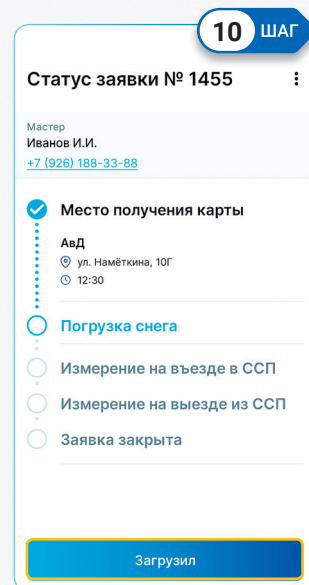 10 ШАГ
Статус заявки № 1455
Мастер
Иванов И.И.
+7 (926) 188-33-88
Место получения карты
АвД
ул. Намёткина, 10Г
12:30
Погрузка снега
Измерение на въезде в ССП
Измерение на выезде из ССП
Заявка закрыта
Загрузил